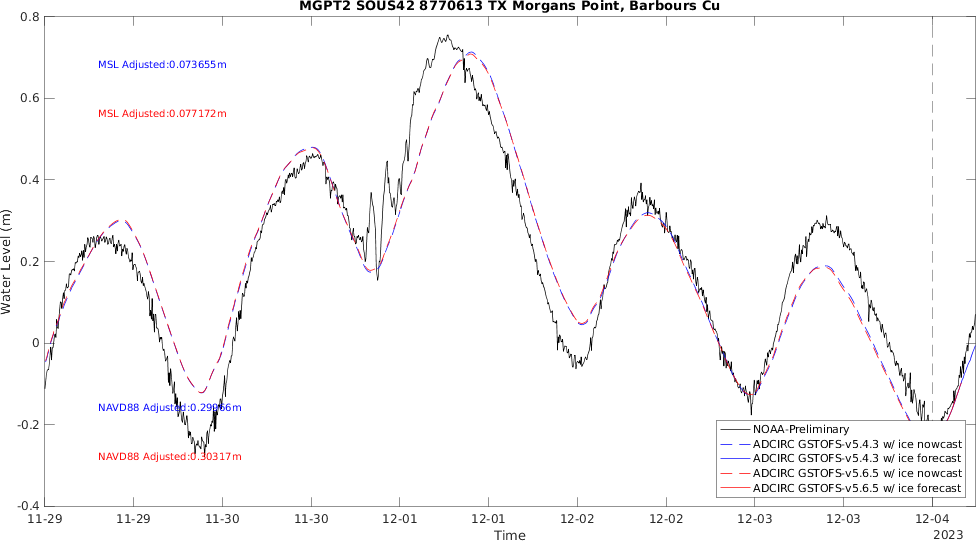 MGPT2 SOUS42 8770613 TX Morgans Point, Barbours Cu
0.8
0.6
0.4
0.2
0
-0.2
-0.4
Water Level (m)
MSL Adjusted:0.073655m
MSL Adjusted:0.077172m
NAVD88 Adjusted:0.29966m
NAVD88 Adjusted:0.30317m
NOAA-Preliminary
ADCIRC GSTOFS-v5.4.3 w/ ice nowcast
ADCIRC GSTOFS-v5.4.3 w/ ice forecast
ADCIRC GSTOFS-v5.6.5 w/ ice nowcast
ADCIRC GSTOFS-v5.6.5 w/ ice forecast
11-29 11-29 11-30 11-30 12-01 12-01 12-02 12-02 12-03 12-03 12-04
Time
2023